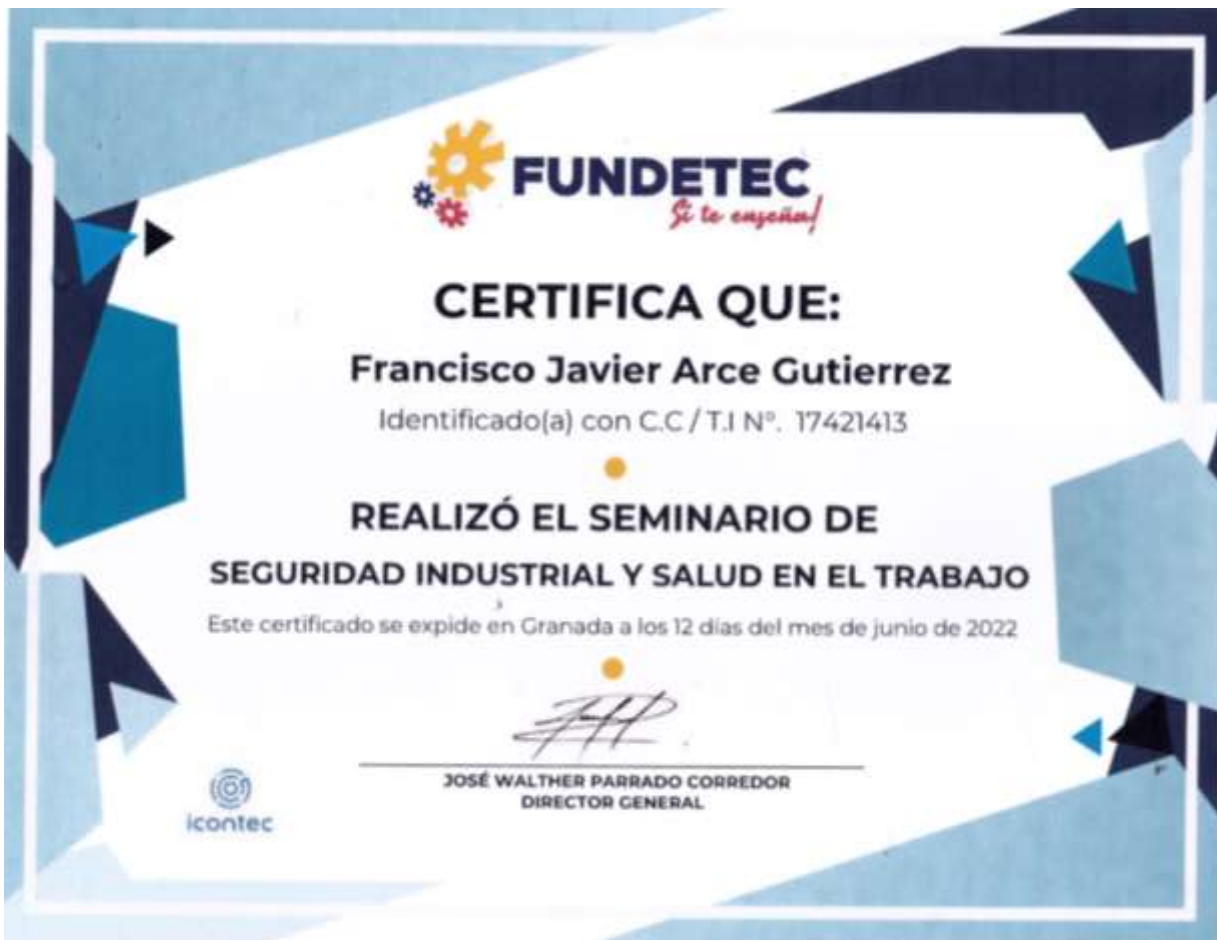 FUNDETEC
Si te enseña!
CERTIFICA QUE:
Francisco Javier Arce Gutierrez
Identificado(a) con C.C / T.I N°. 17421413
REALIZÓ EL SEMINARIO DE
SEGURIDAD INDUSTRIAL Y SALUD EN EL TRABAJO
Este certificado se expide en Granada a los 12 días del mes de junio de 2022
JOSÉ WALTHER PARRADO CORREDOR
DIRECTOR GENERAL
icontec